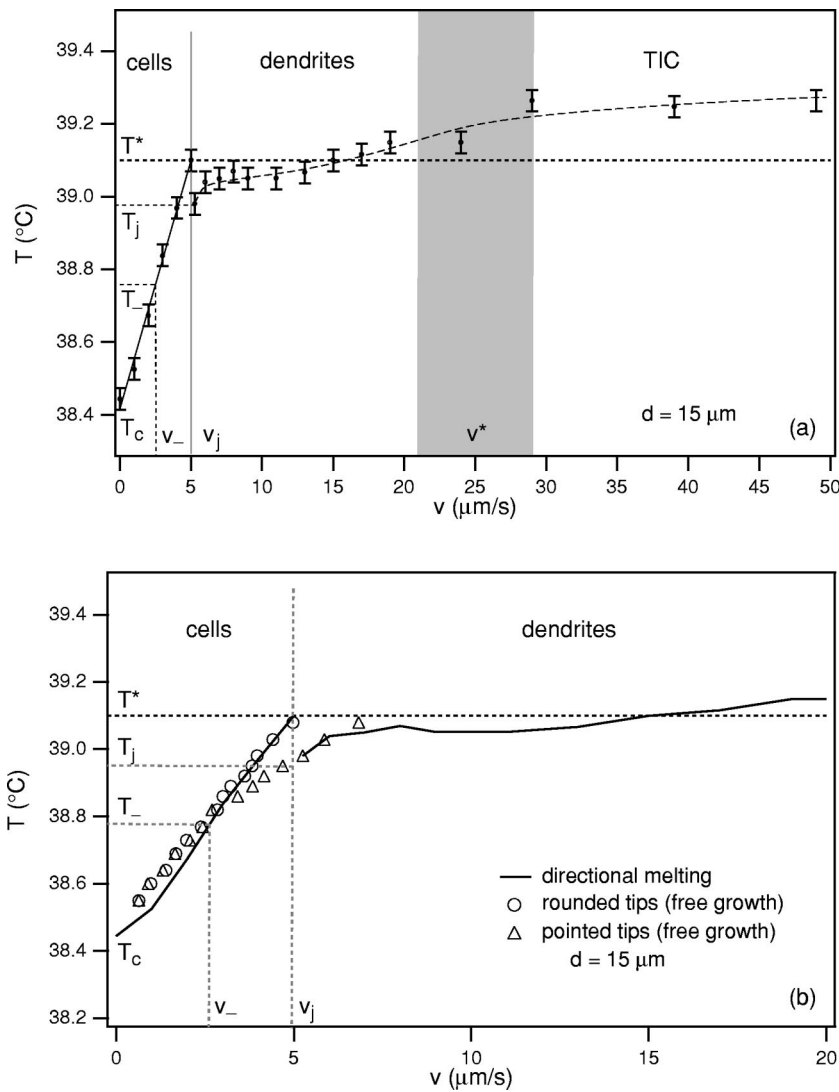 39.4
39.2
39.0
38.8
38.6
38.4
T (°C)
cells
dendrites
TIC
T*
T_j
T_–
T_c
v_–
v_j
v*
d = 15 μm
(a)
0 5 10 15 20 25 30 35 40 45 50
v (μm/s)
39.4
39.2
39.0
38.8
38.6
38.4
38.2
T (°C)
cells
dendrites
T*
T_j
T_–
T_c
v_–
v_j
directional melting
rounded tips (free growth)
pointed tips (free growth)
d = 15 μm
(b)
0 5 10 15 20
v (μm/s)